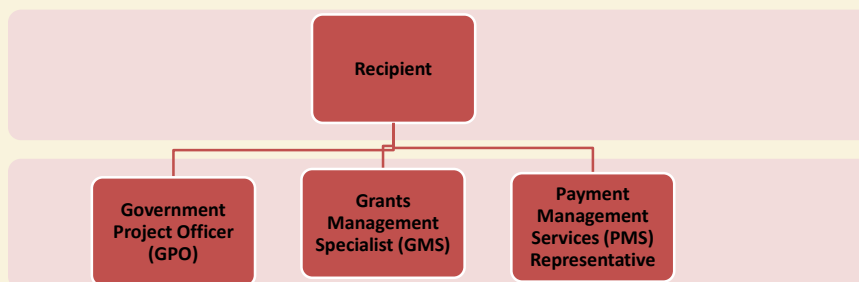 Recipient
Government
Project Officer
(GPO)
Grants
Management
Specialist (GMS)
Payment
Management
Services (PMS)
Representative